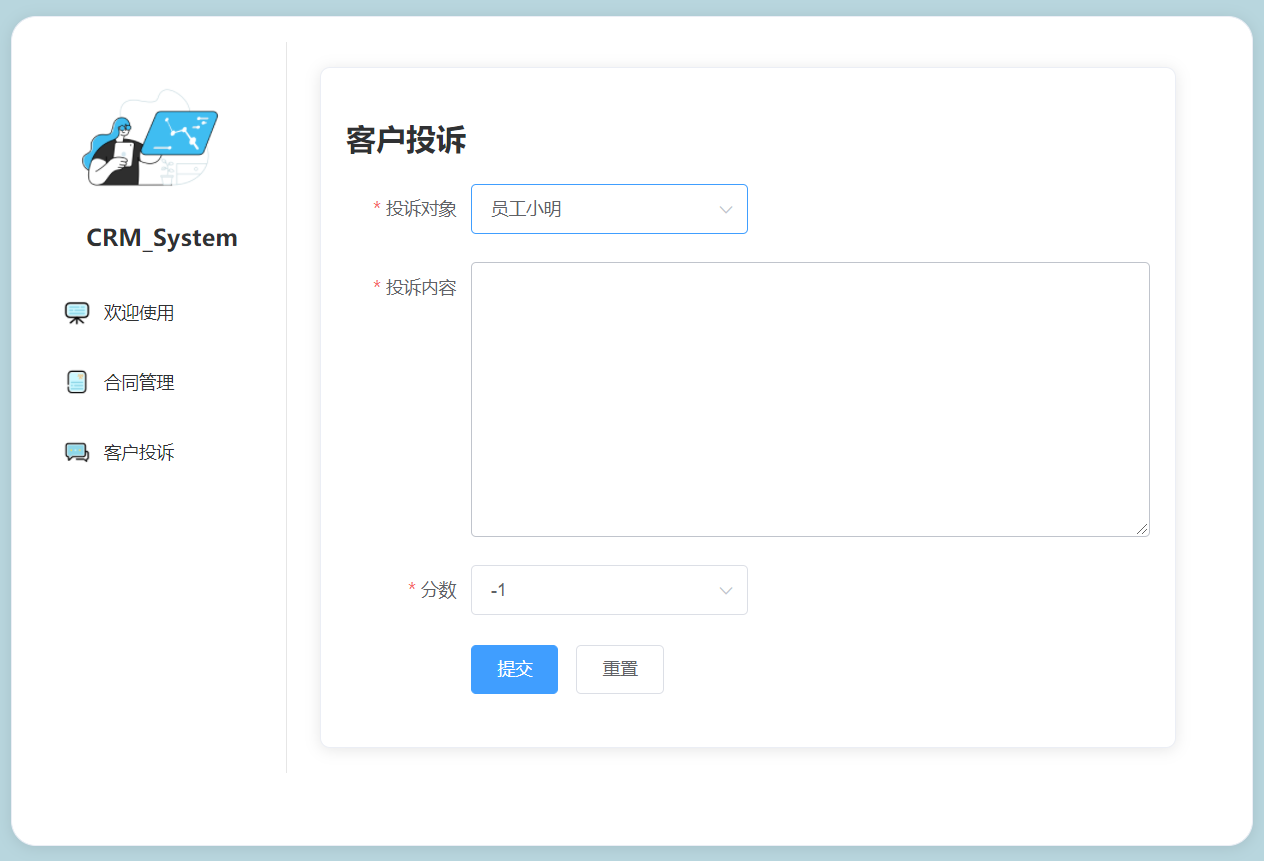 CRM_System
欢迎使用
合同管理
客户投诉
客户投诉
* 投诉对象 员工小明
* 投诉内容
* 分数 -1
提交 重置